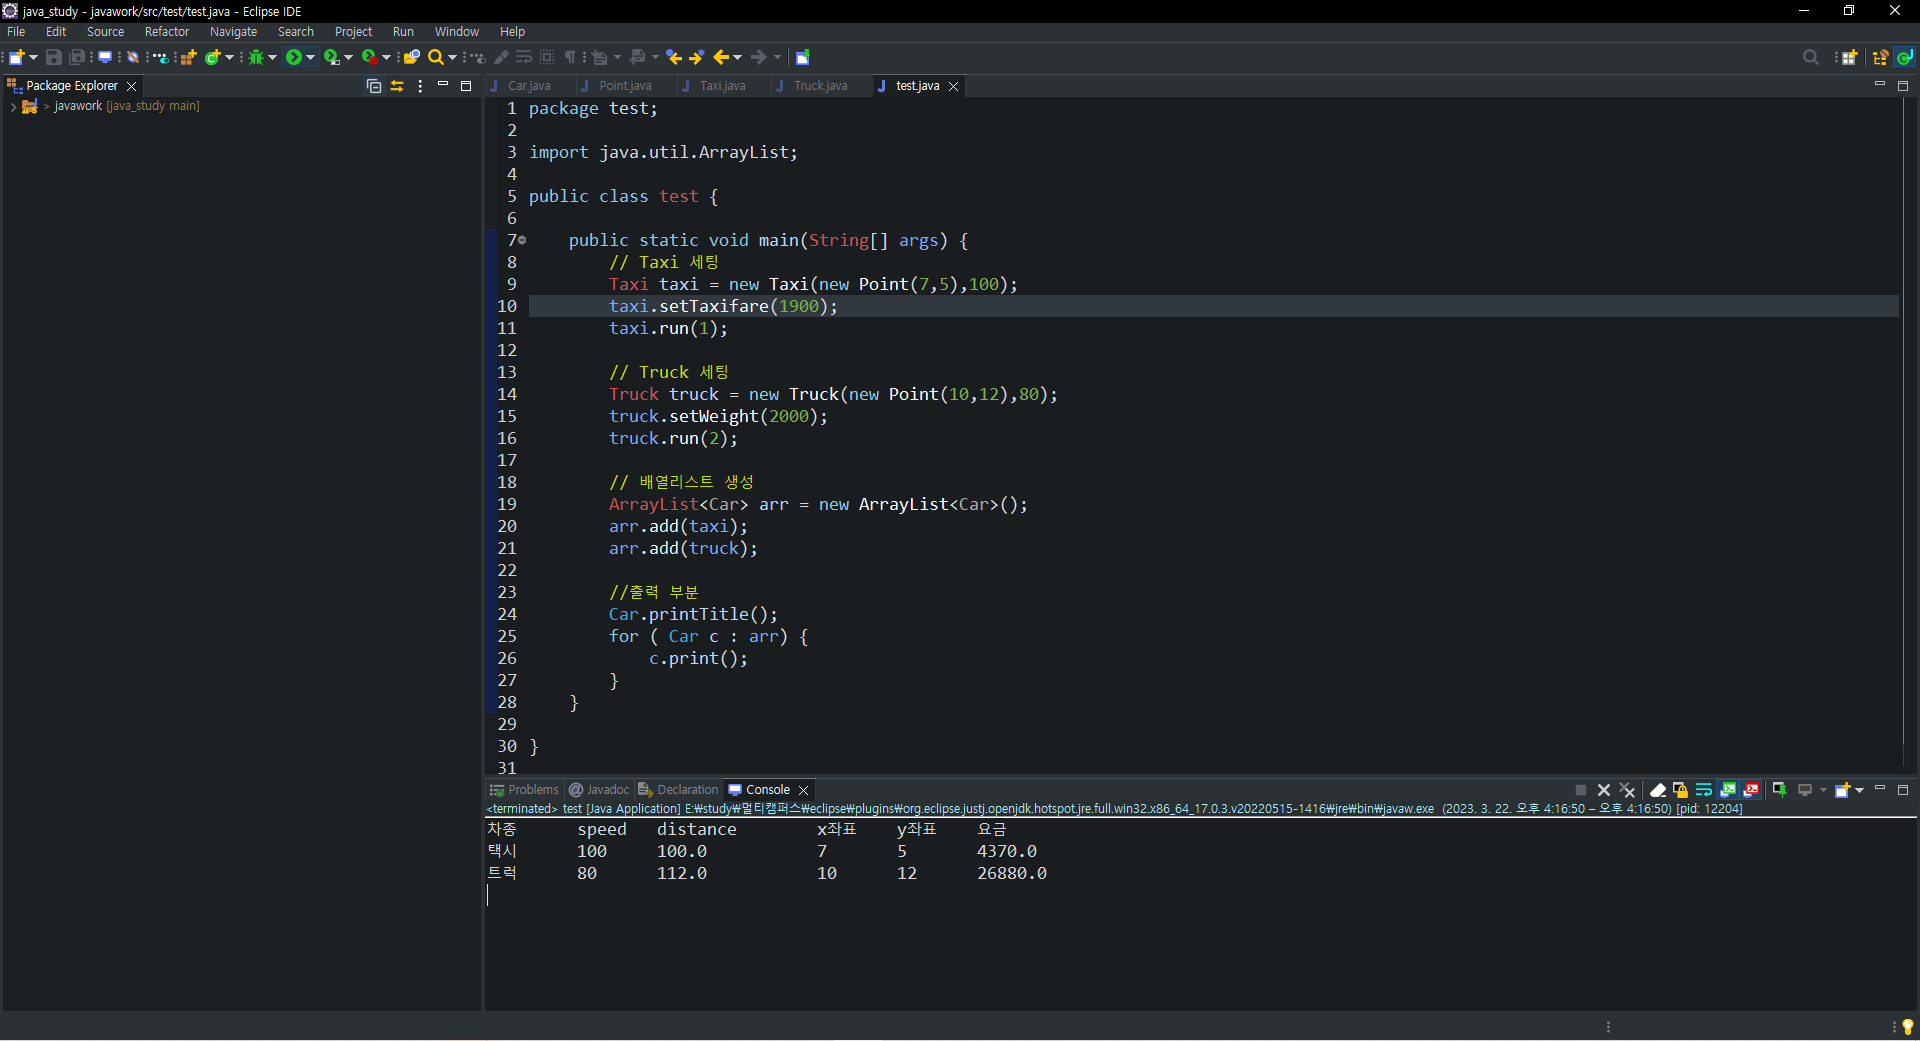 java_study - javawork/src/test/test.java - Eclipse IDE
File Edit Source Refactor Navigate Search Project Run Window Help
Package Explorer
> javawork [java_study main]
Car.java Point.java Taxi.java Truck.java test.java
1 package test;
2
3 import java.util.ArrayList;
4
5 public class test {
6
7 public static void main(String[] args) {
8 // Taxi 세팅
9 Taxi taxi = new Taxi(new Point(7,5),100);
10 taxi.setTaxifare(1900);
11 taxi.run(1);
12
13 // Truck 세팅
14 Truck truck = new Truck(new Point(10,12),80);
15 truck.setWeight(2000);
16 truck.run(2);
17
18 // 배열리스트 생성
19 ArrayList<Car> arr = new ArrayList<Car>();
20 arr.add(taxi);
21 arr.add(truck);
22
23 //출력 부분
24 Car.printTitle();
25 for ( Car c : arr) {
26 c.print();
27 }
28 }
29
30 }
31
Problems Javadoc Declaration Console
<terminated> test [Java Application] E:₩study₩멀티캠퍼스₩eclipse₩plugins₩org.eclipse.justj.openjdk.hotspot.jre.full.win32.x86_64_17.0.3.v20220515-1416₩jre₩bin₩javaw.exe (2023. 3. 22. 오후 4:16:50 – 오후 4:16:50) [pid: 12204]
차종 speed distance x좌표 y좌표 요금
택시 100 100.0 7 5 4370.0
트럭 80 112.0 10 12 26880.0